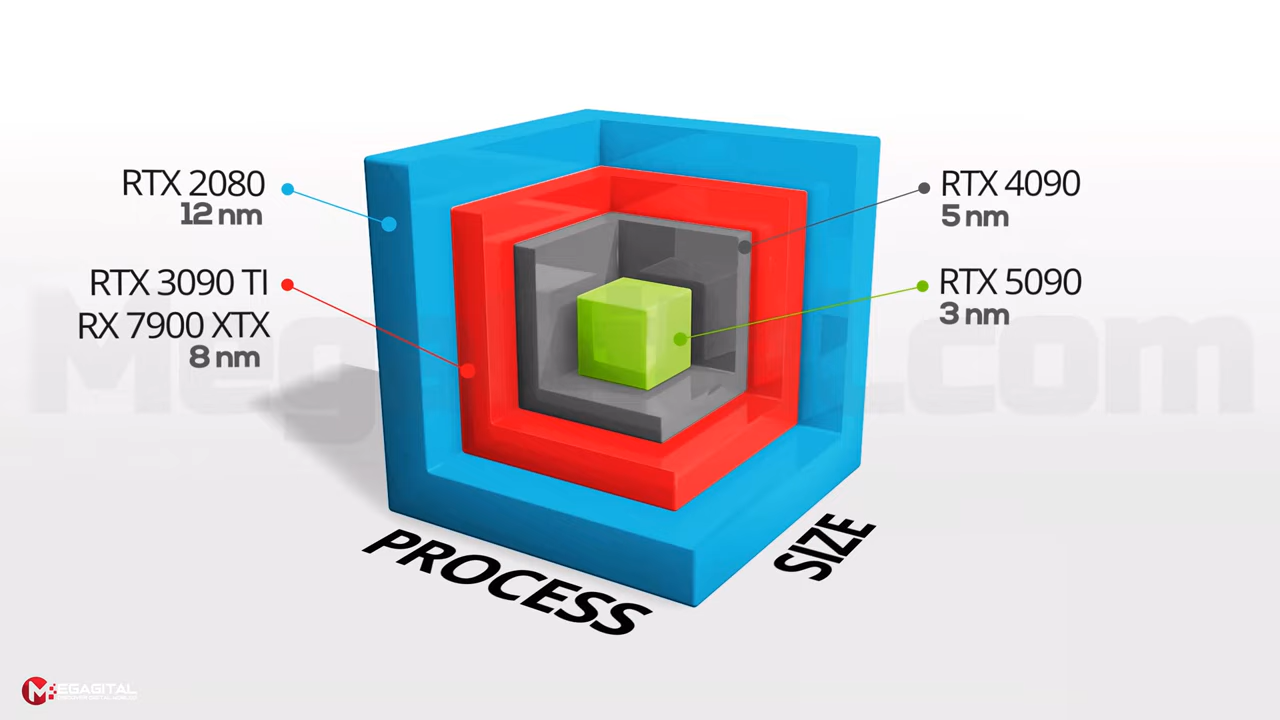 RTX 2080
12 nm
RTX 3090 TI
RX 7900 XTX
8 nm
RTX 4090
5 nm
RTX 5090
3 nm
PROCESS
SIZE
MEGAGITAL